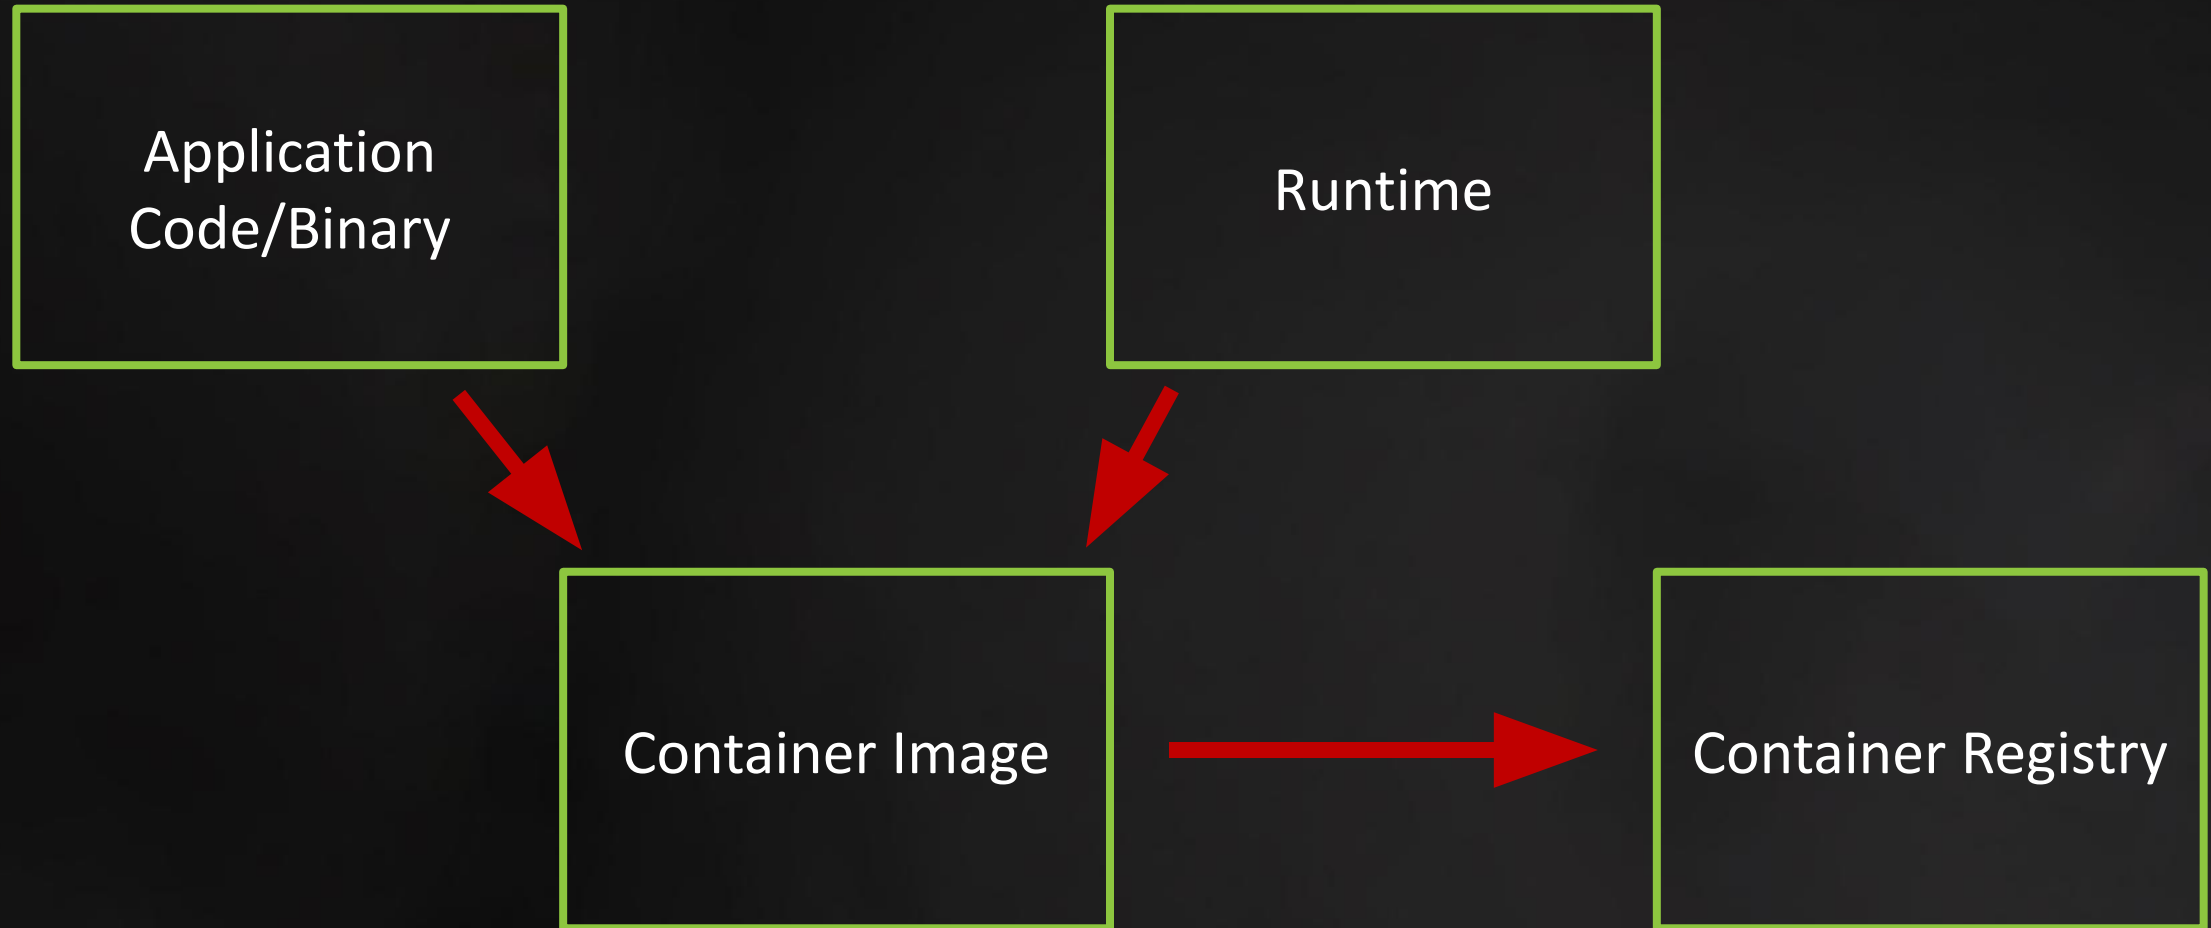 Application
Code/Binary
Runtime
Container Image
Container Registry